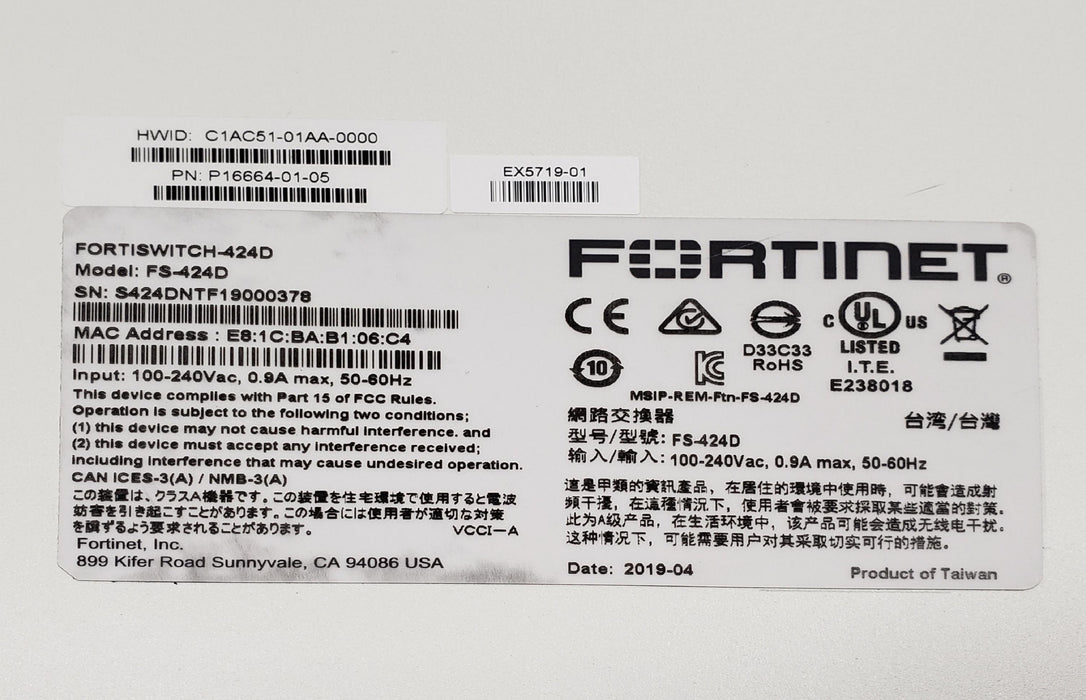 HWID: C1AC51-01AA-0000
PN: P16664-01-05
EX5719-01
FORTISWITCH-424D
Model: FS-424D
SN: S424DNTF19000378
MAC Address : E8:1C:BA:B1:06:C4
Input: 100-240Vac, 0.9A max, 50-60Hz
This device complies with Part 15 of FCC Rules.
Operation is subject to the following two conditions;
(1) this device may not cause harmful interference. and
(2) this device must accept any interference received;
including interference that may cause undesired operation.
CAN ICES-3(A) / NMB-3(A)
この装置は、クラスA機器です。この装置を住宅環境で使用すると電波
妨害を引き起こすことがあります。この場合には使用者が適切な対策
を講ずるよう要求されることがあります。 VCCI-A
Fortinet, Inc.
899 Kifer Road Sunnyvale, CA 94086 USA
FORTINET®
CE
C UL US
LISTED
I.T.E.
E238018
D33C33
RoHS
10
MSIP-REM-Ftn-FS-424D
網路交換器 台湾/台灣
型号/型號: FS-424D
输入/輸入: 100-240Vac, 0.9A max, 50-60Hz
這是甲類的資訊產品，在居住的環境中使用時，可能會造成射
頻干擾，在這種情況下，使用者會被要求採取某些適當的對策。
此为A级产品，在生活环境中，该产品可能会造成无线电干扰。
这种情况下，可能需要用户对其采取切实可行的措施。
Date: 2019-04
Product of Taiwan